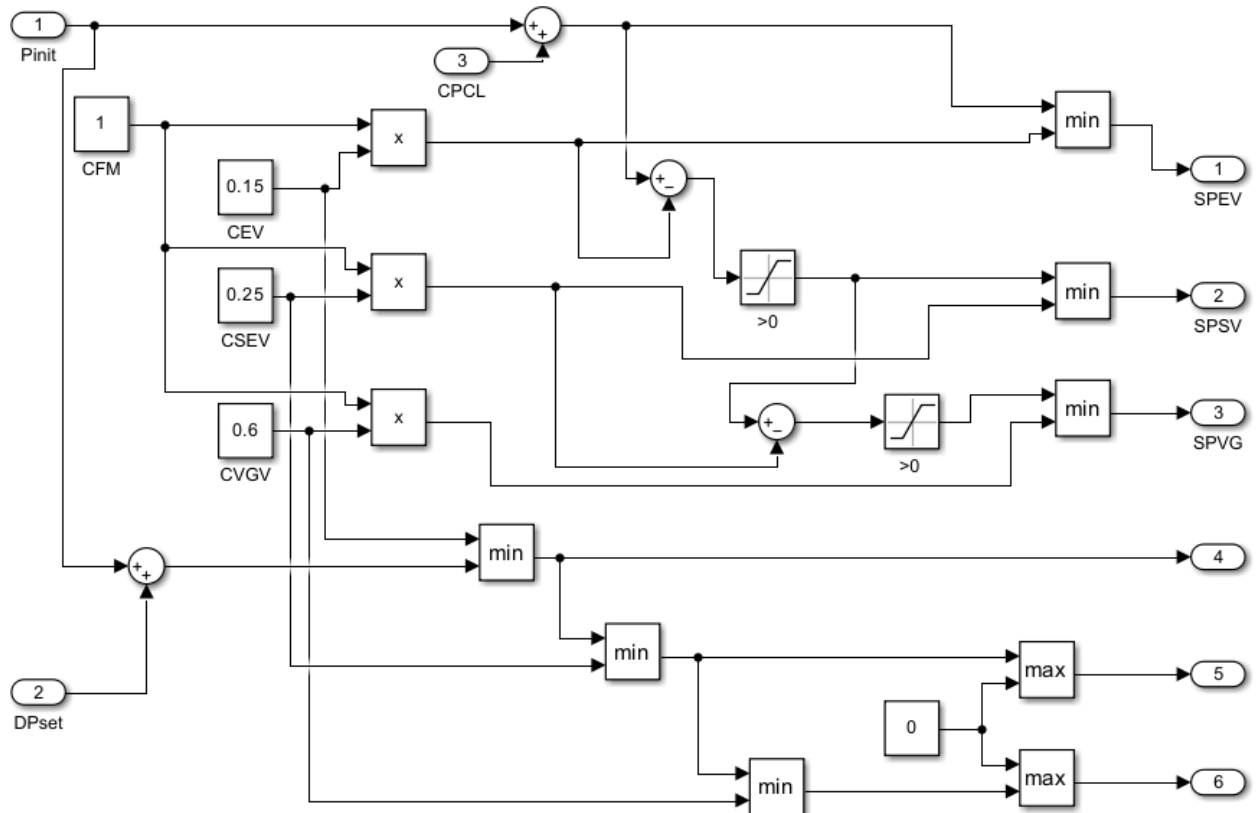 1
Pinit
+
+
3
CPCL
1
CFM
x
min
0.15
CEV
+
−
1
SPEV
0.25
CSEV
x
>0
min
2
SPSV
0.6
CVGV
x
+
−
>0
min
3
SPVG
+
+
min
4
min
2
DPset
max
5
0
min
max
6